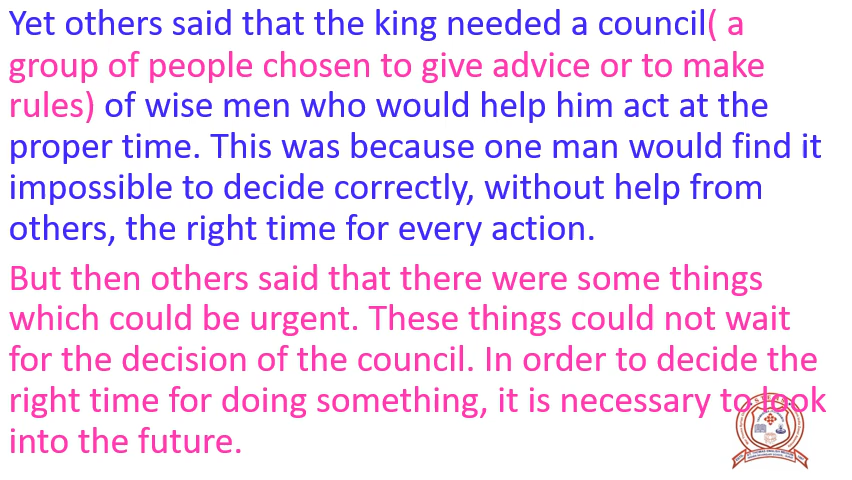 Yet others said that the king needed a council( a
group of people chosen to give advice or to make
rules) of wise men who would help him act at the
proper time. This was because one man would find it
impossible to decide correctly, without help from
others, the right time for every action.
But then others said that there were some things
which could be urgent. These things could not wait
for the decision of the council. In order to decide the
right time for doing something, it is necessary to look
into the future.